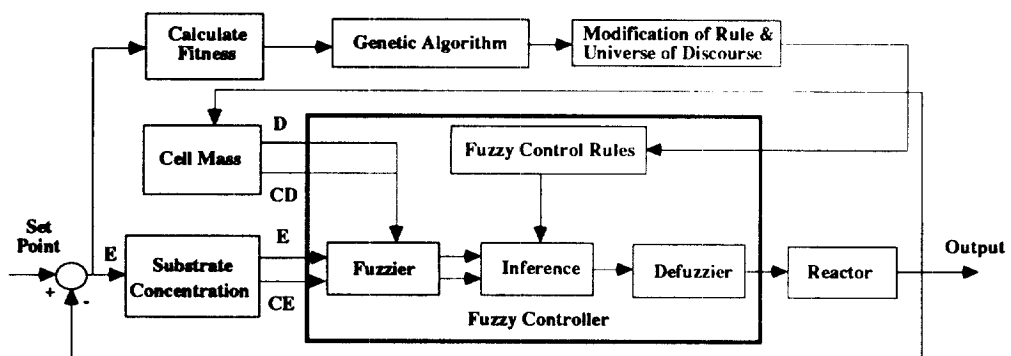 Calculate
Fitness
Genetic Algorithm
Modification of Rule &
Universe of Discourse
D
Cell Mass
CD
Fuzzy Control Rules
Set
Point
E
+
-
Substrate
Concentration
E
CE
Fuzzier
Inference
Defuzzier
Reactor
Output
Fuzzy Controller